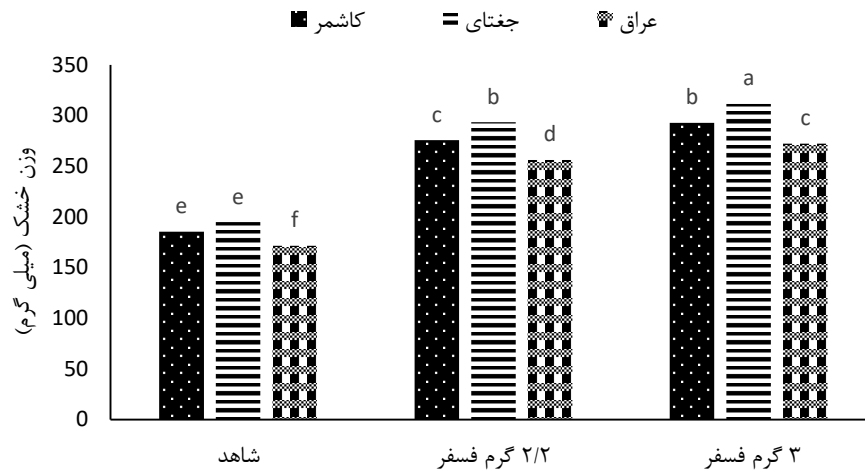 کاشمر
جغتای
عراق
350
300
250
200
150
100
50
0
وزن خشک (میلی گرم)
e e f
c b d
b a c
شاهد
۲/۲ گرم فسفر
۳ گرم فسفر